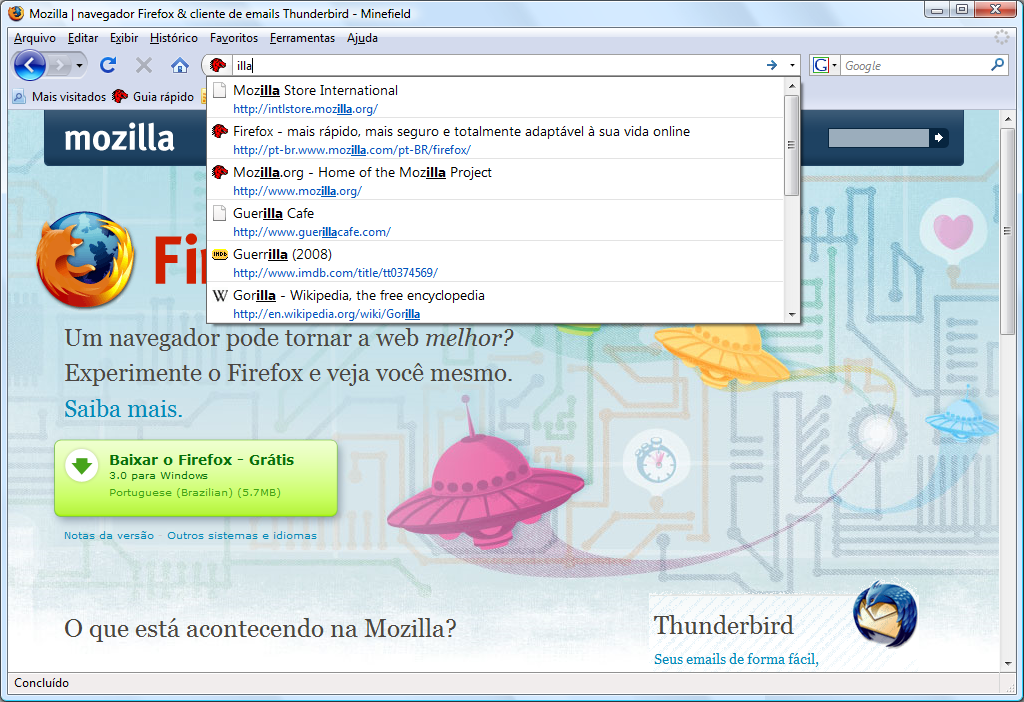 Mozilla | navegador Firefox & cliente de emails Thunderbird - Minefield
Arquivo Editar Exibir Histórico Favoritos Ferramentas Ajuda
illa
Google
Mais visitados Guia rápido
Mozilla Store International
http://intlstore.mozilla.org/
Firefox - mais rápido, mais seguro e totalmente adaptável à sua vida online
http://pt-br.www.mozilla.com/pt-BR/firefox/
Mozilla.org - Home of the Mozilla Project
http://www.mozilla.org/
Guerilla Cafe
http://www.guerillacafe.com/
IMDb Guerrilla (2008)
http://www.imdb.com/title/tt0374569/
W Gorilla - Wikipedia, the free encyclopedia
http://en.wikipedia.org/wiki/Gorilla
mozilla
Fi
Um navegador pode tornar a web melhor?
Experimente o Firefox e veja você mesmo.
Saiba mais.
Baixar o Firefox - Grátis
3.0 para Windows
Portuguese (Brazilian) (5.7MB)
Notas da versão · Outros sistemas e idiomas
O que está acontecendo na Mozilla?
Thunderbird
Seus emails de forma fácil,
Concluído